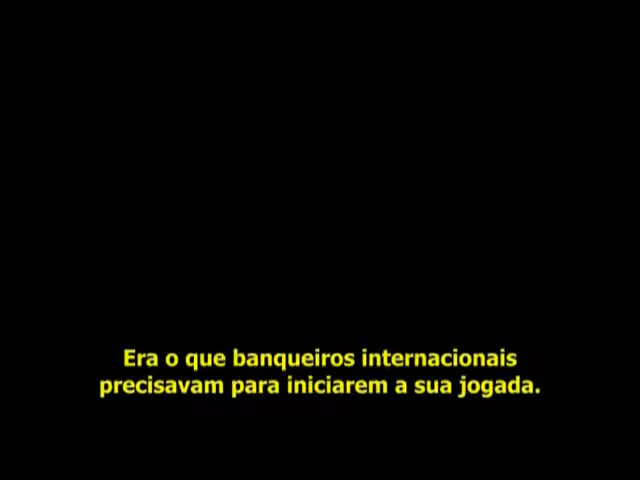 Era o que banqueiros internacionais
precisavam para iniciarem a sua jogada.